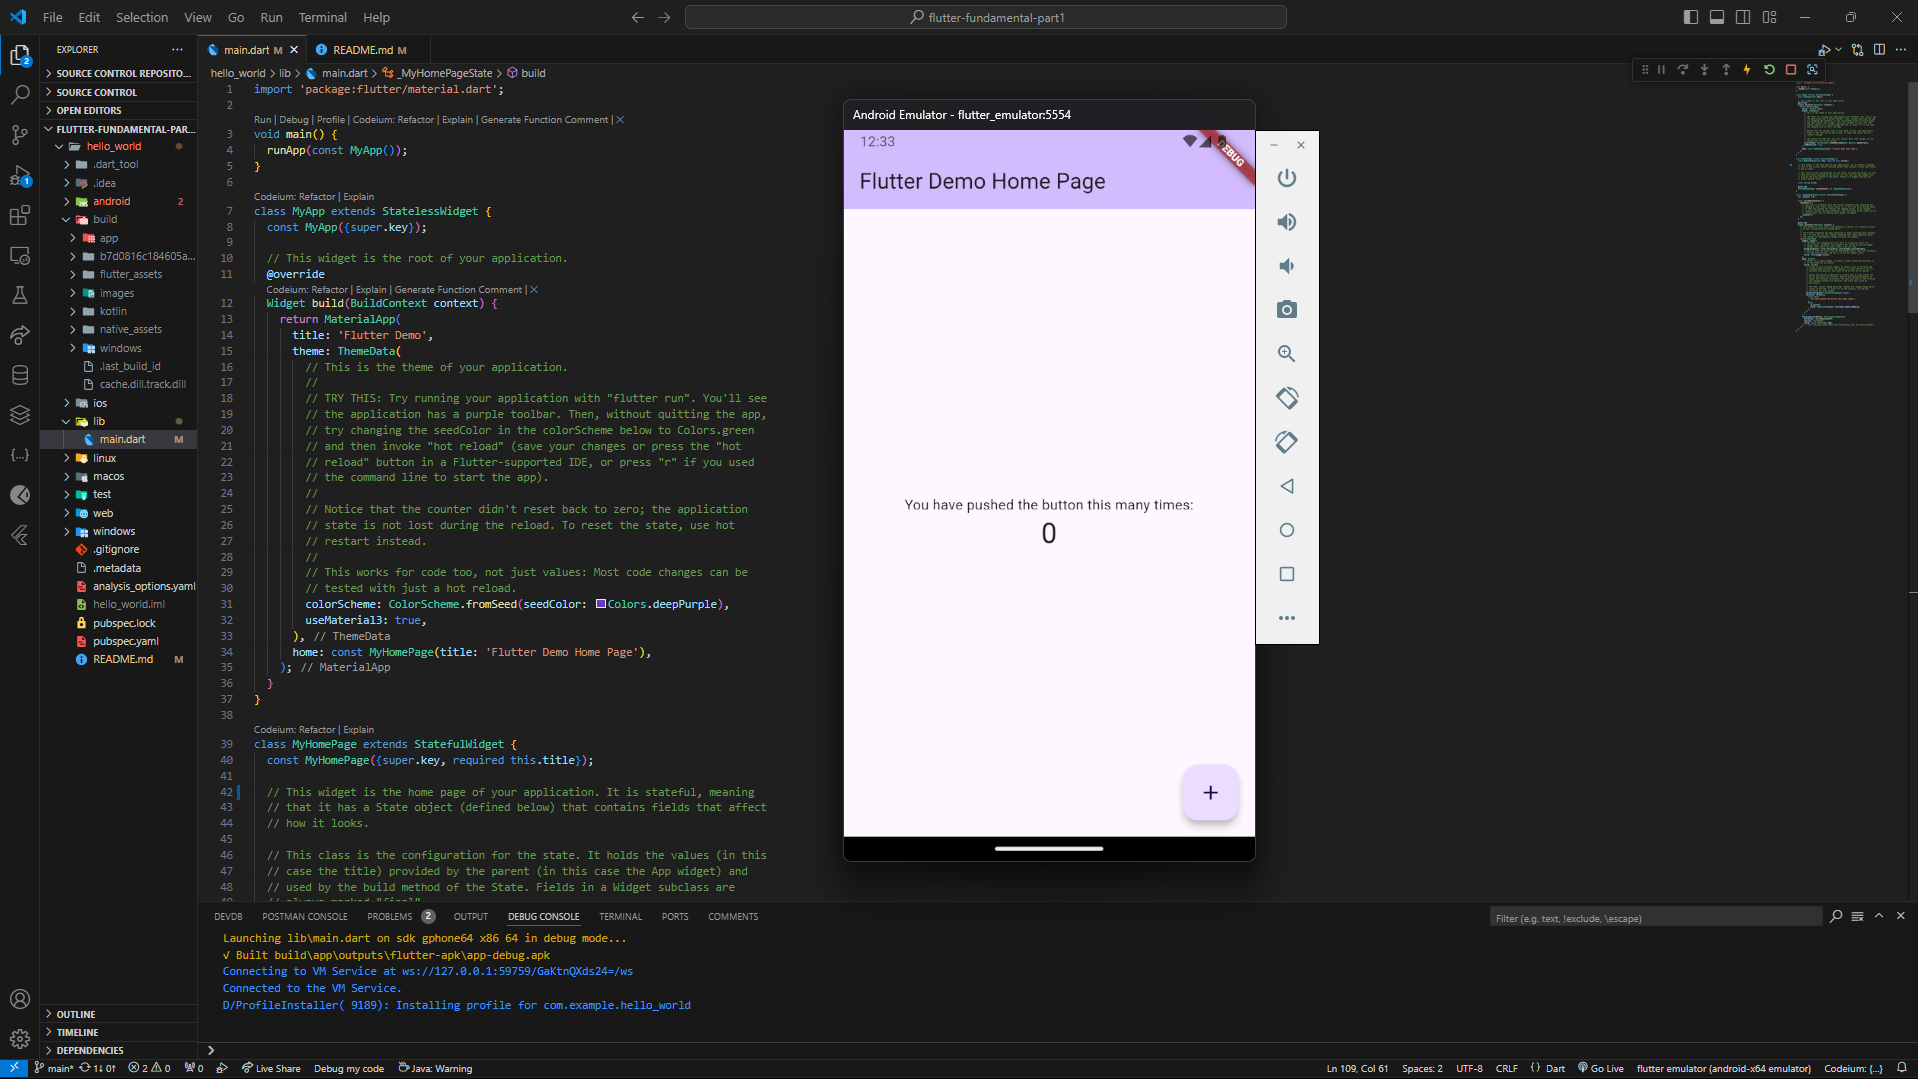 File Edit Selection View Go Run Terminal Help
flutter-fundamental-part1
EXPLORER
SOURCE CONTROL REPOSITO...
SOURCE CONTROL
OPEN EDITORS
FLUTTER-FUNDAMENTAL-PAR...
hello_world
.dart_tool
.idea
android 2
build
app
b7d0816c184605a...
flutter_assets
images
kotlin
native_assets
windows
.last_build_id
cache.dill.track.dill
ios
lib
main.dart M
linux
macos
test
web
windows
.gitignore
.metadata
analysis_options.yaml
hello_world.iml
pubspec.lock
pubspec.yaml
README.md M
OUTLINE
TIMELINE
DEPENDENCIES
main.dart M
README.md M
hello_world > lib > main.dart > _MyHomePageState > build
1 import 'package:flutter/material.dart';
2
Run | Debug | Profile | Codeium: Refactor | Explain | Generate Function Comment | X
3 void main() {
4 runApp(const MyApp());
5 }
6
Codeium: Refactor | Explain
7 class MyApp extends StatelessWidget {
8 const MyApp({super.key});
9
10 // This widget is the root of your application.
11 @override
Codeium: Refactor | Explain | Generate Function Comment | X
12 Widget build(BuildContext context) {
13 return MaterialApp(
14 title: 'Flutter Demo',
15 theme: ThemeData(
16 // This is the theme of your application.
17 //
18 // TRY THIS: Try running your application with "flutter run". You'll see
19 // the application has a purple toolbar. Then, without quitting the app,
20 // try changing the seedColor in the colorScheme below to Colors.green
21 // and then invoke "hot reload" (save your changes or press the "hot
22 // reload" button in a Flutter-supported IDE, or press "r" if you used
23 // the command line to start the app).
24 //
25 // Notice that the counter didn't reset back to zero; the application
26 // state is not lost during the reload. To reset the state, use hot
27 // restart instead.
28 //
29 // This works for code too, not just values: Most code changes can be
30 // tested with just a hot reload.
31 colorScheme: ColorScheme.fromSeed(seedColor: Colors.deepPurple),
32 useMaterial3: true,
33 ), // ThemeData
34 home: const MyHomePage(title: 'Flutter Demo Home Page'),
35 ); // MaterialApp
36 }
37 }
38
Codeium: Refactor | Explain
39 class MyHomePage extends StatefulWidget {
40 const MyHomePage({super.key, required this.title});
41
42 // This widget is the home page of your application. It is stateful, meaning
43 // that it has a State object (defined below) that contains fields that affect
44 // how it looks.
45
46 // This class is the configuration for the state. It holds the values (in this
47 // case the title) provided by the parent (in this case the App widget) and
48 // used by the build method of the State. Fields in a Widget subclass are
Android Emulator - flutter_emulator:5554
12:33
DEBUG
Flutter Demo Home Page
You have pushed the button this many times:
0
DEVDB POSTMAN CONSOLE PROBLEMS 2 OUTPUT DEBUG CONSOLE TERMINAL PORTS COMMENTS
Filter (e.g. text, !exclude, \escape)
Launching lib\main.dart on sdk gphone64 x86 64 in debug mode...
√ Built build\app\outputs\flutter-apk\app-debug.apk
Connecting to VM Service at ws://127.0.0.1:59759/GaKtnQXds24=/ws
Connected to the VM Service.
D/ProfileInstaller( 9189): Installing profile for com.example.hello_world
main* 1↓ 0↑ 2 0 0 Live Share Debug my code Java: Warning
Ln 109, Col 61 Spaces: 2 UTF-8 CRLF {} Dart Go Live flutter emulator (android-x64 emulator) Codeium: {...}